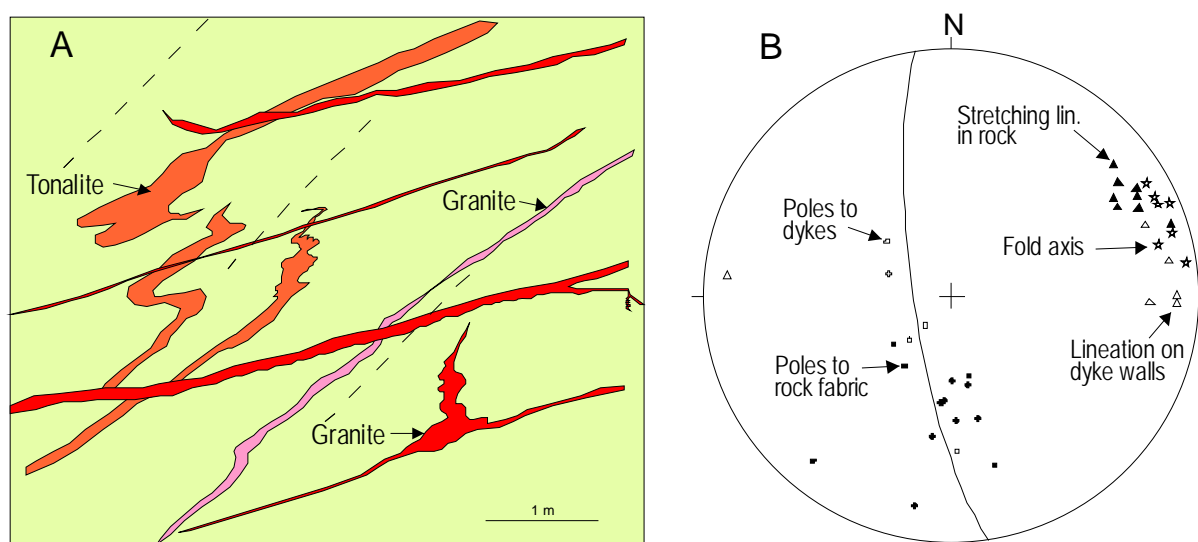 A
Tonalite
Granite
Granite
1 m
B
N
Stretching lin.
in rock
Poles to
dykes
Fold axis
Poles to
rock fabric
Lineation on
dyke walls